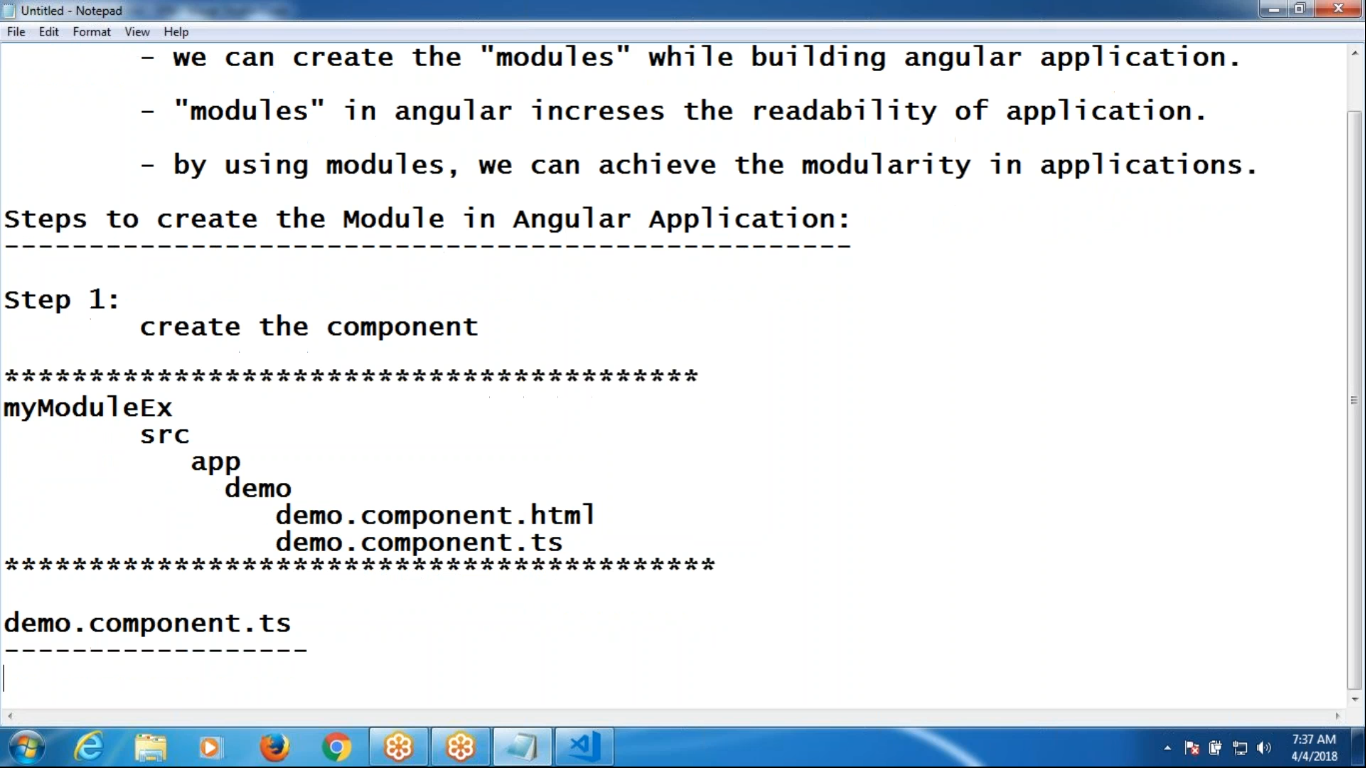 Untitled - Notepad
File Edit Format View Help
- we can create the "modules" while building angular application.
- "modules" in angular increses the readability of application.
- by using modules, we can achieve the modularity in applications.
Steps to create the Module in Angular Application:
--------------------------------------------------
Step 1:
create the component
*****************************************
myModuleEx
src
app
demo
demo.component.html
demo.component.ts
******************************************
demo.component.ts
------------------
7:37 AM
4/4/2018